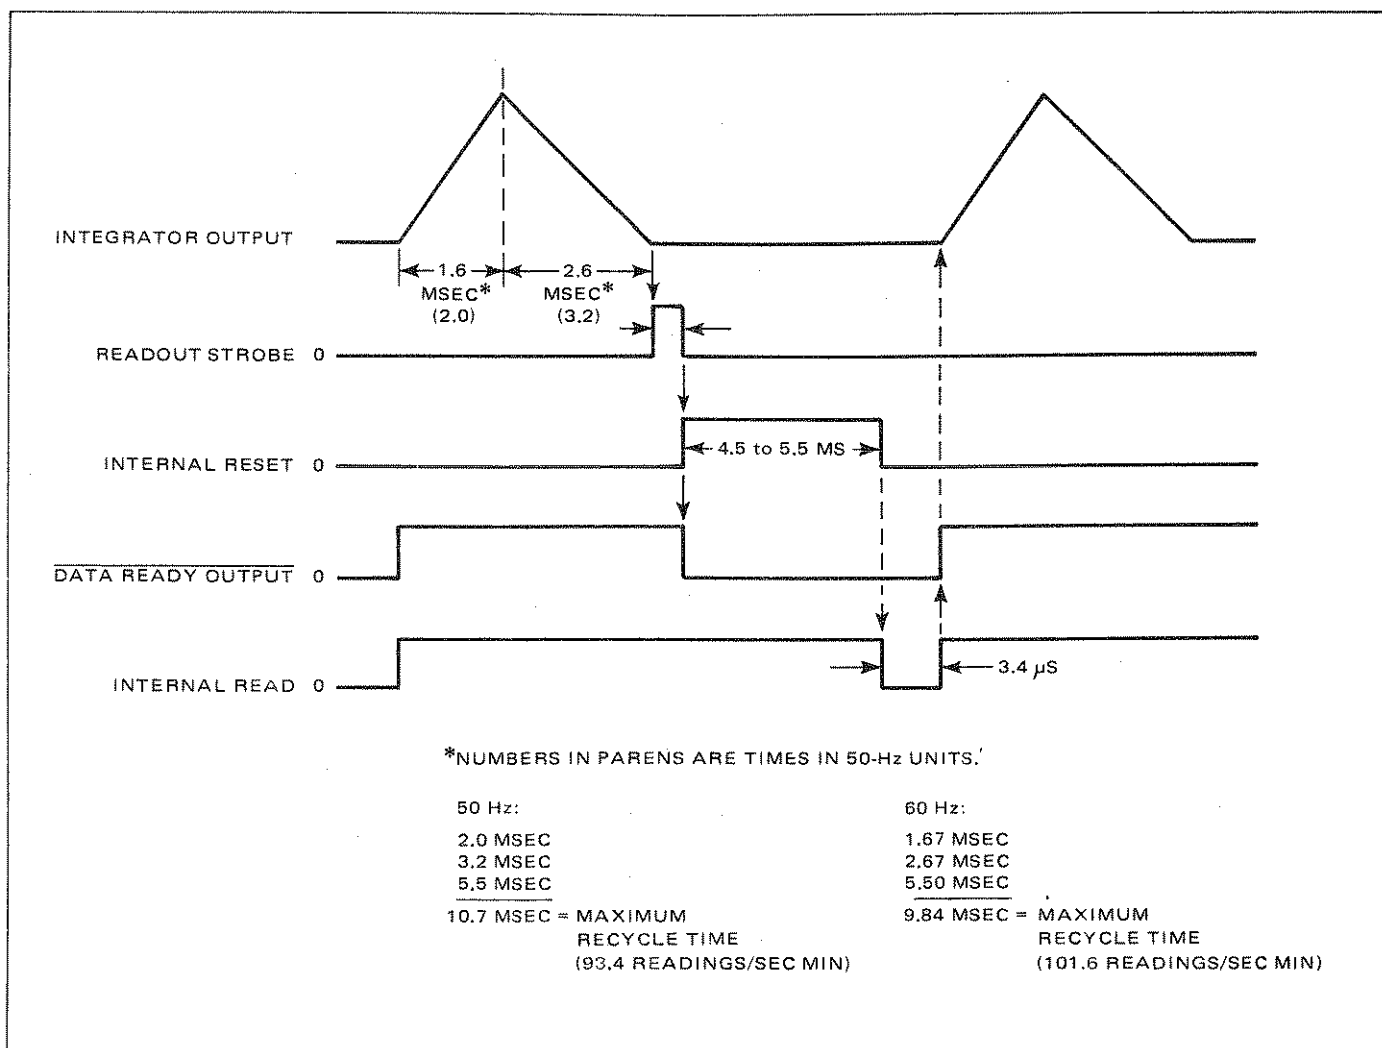 INTEGRATOR OUTPUT
1.6
MSEC*
(2.0)
2.6
MSEC*
(3.2)
READOUT STROBE 0
INTERNAL RESET 0
4.5 to 5.5 MS
DATA READY OUTPUT 0
INTERNAL READ 0
3.4 µS
*NUMBERS IN PARENS ARE TIMES IN 50-Hz UNITS.
50 Hz:
2.0 MSEC
3.2 MSEC
5.5 MSEC
10.7 MSEC = MAXIMUM
RECYCLE TIME
(93.4 READINGS/SEC MIN)
60 Hz:
1.67 MSEC
2.67 MSEC
5.50 MSEC
9.84 MSEC = MAXIMUM
RECYCLE TIME
(101.6 READINGS/SEC MIN)